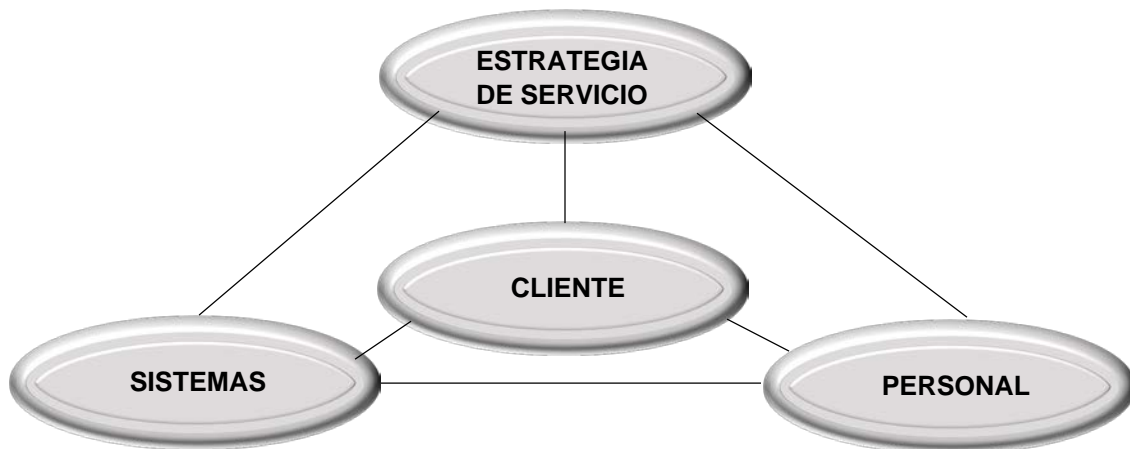 ESTRATEGIA
DE SERVICIO
CLIENTE
SISTEMAS
PERSONAL